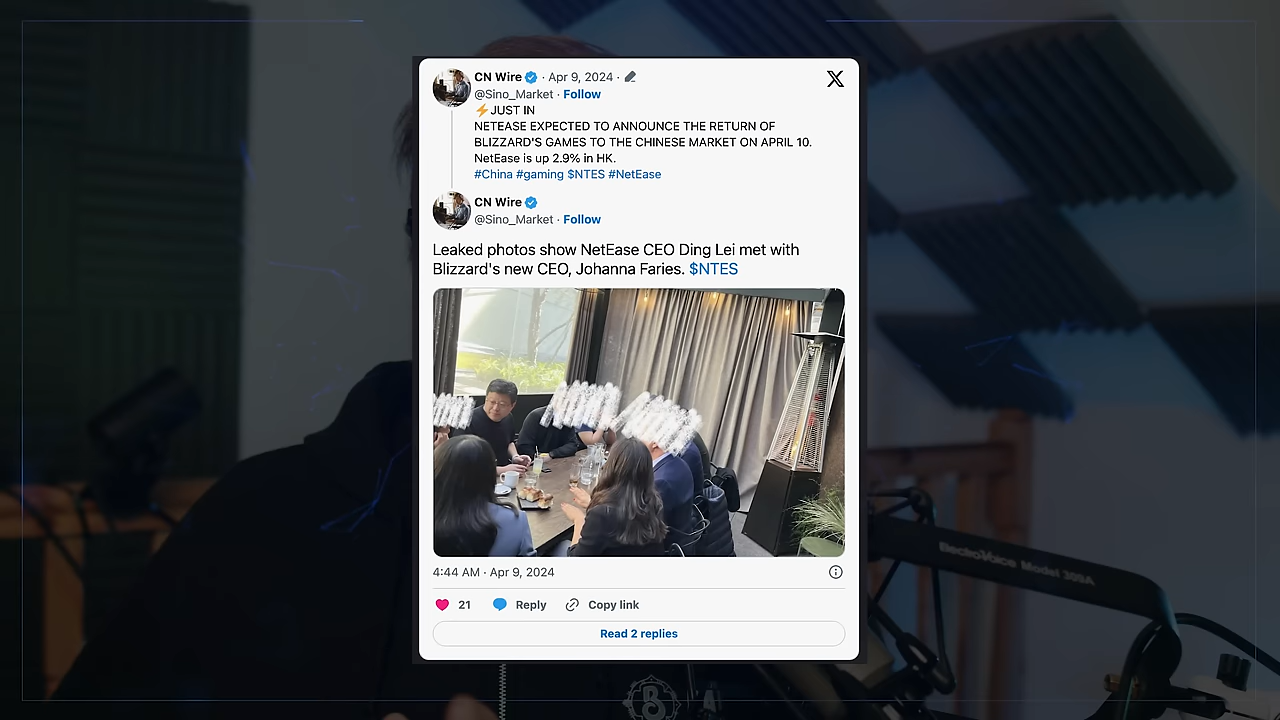 CN Wire · Apr 9, 2024 ·
@Sino_Market · Follow
⚡JUST IN
NETEASE EXPECTED TO ANNOUNCE THE RETURN OF
BLIZZARD'S GAMES TO THE CHINESE MARKET ON APRIL 10.
NetEase is up 2.9% in HK.
#China #gaming $NTES #NetEase
CN Wire
@Sino_Market · Follow
Leaked photos show NetEase CEO Ding Lei met with
Blizzard's new CEO, Johanna Faries. $NTES
4:44 AM · Apr 9, 2024
21 Reply Copy link
Read 2 replies
ElectroVoice Model 309A